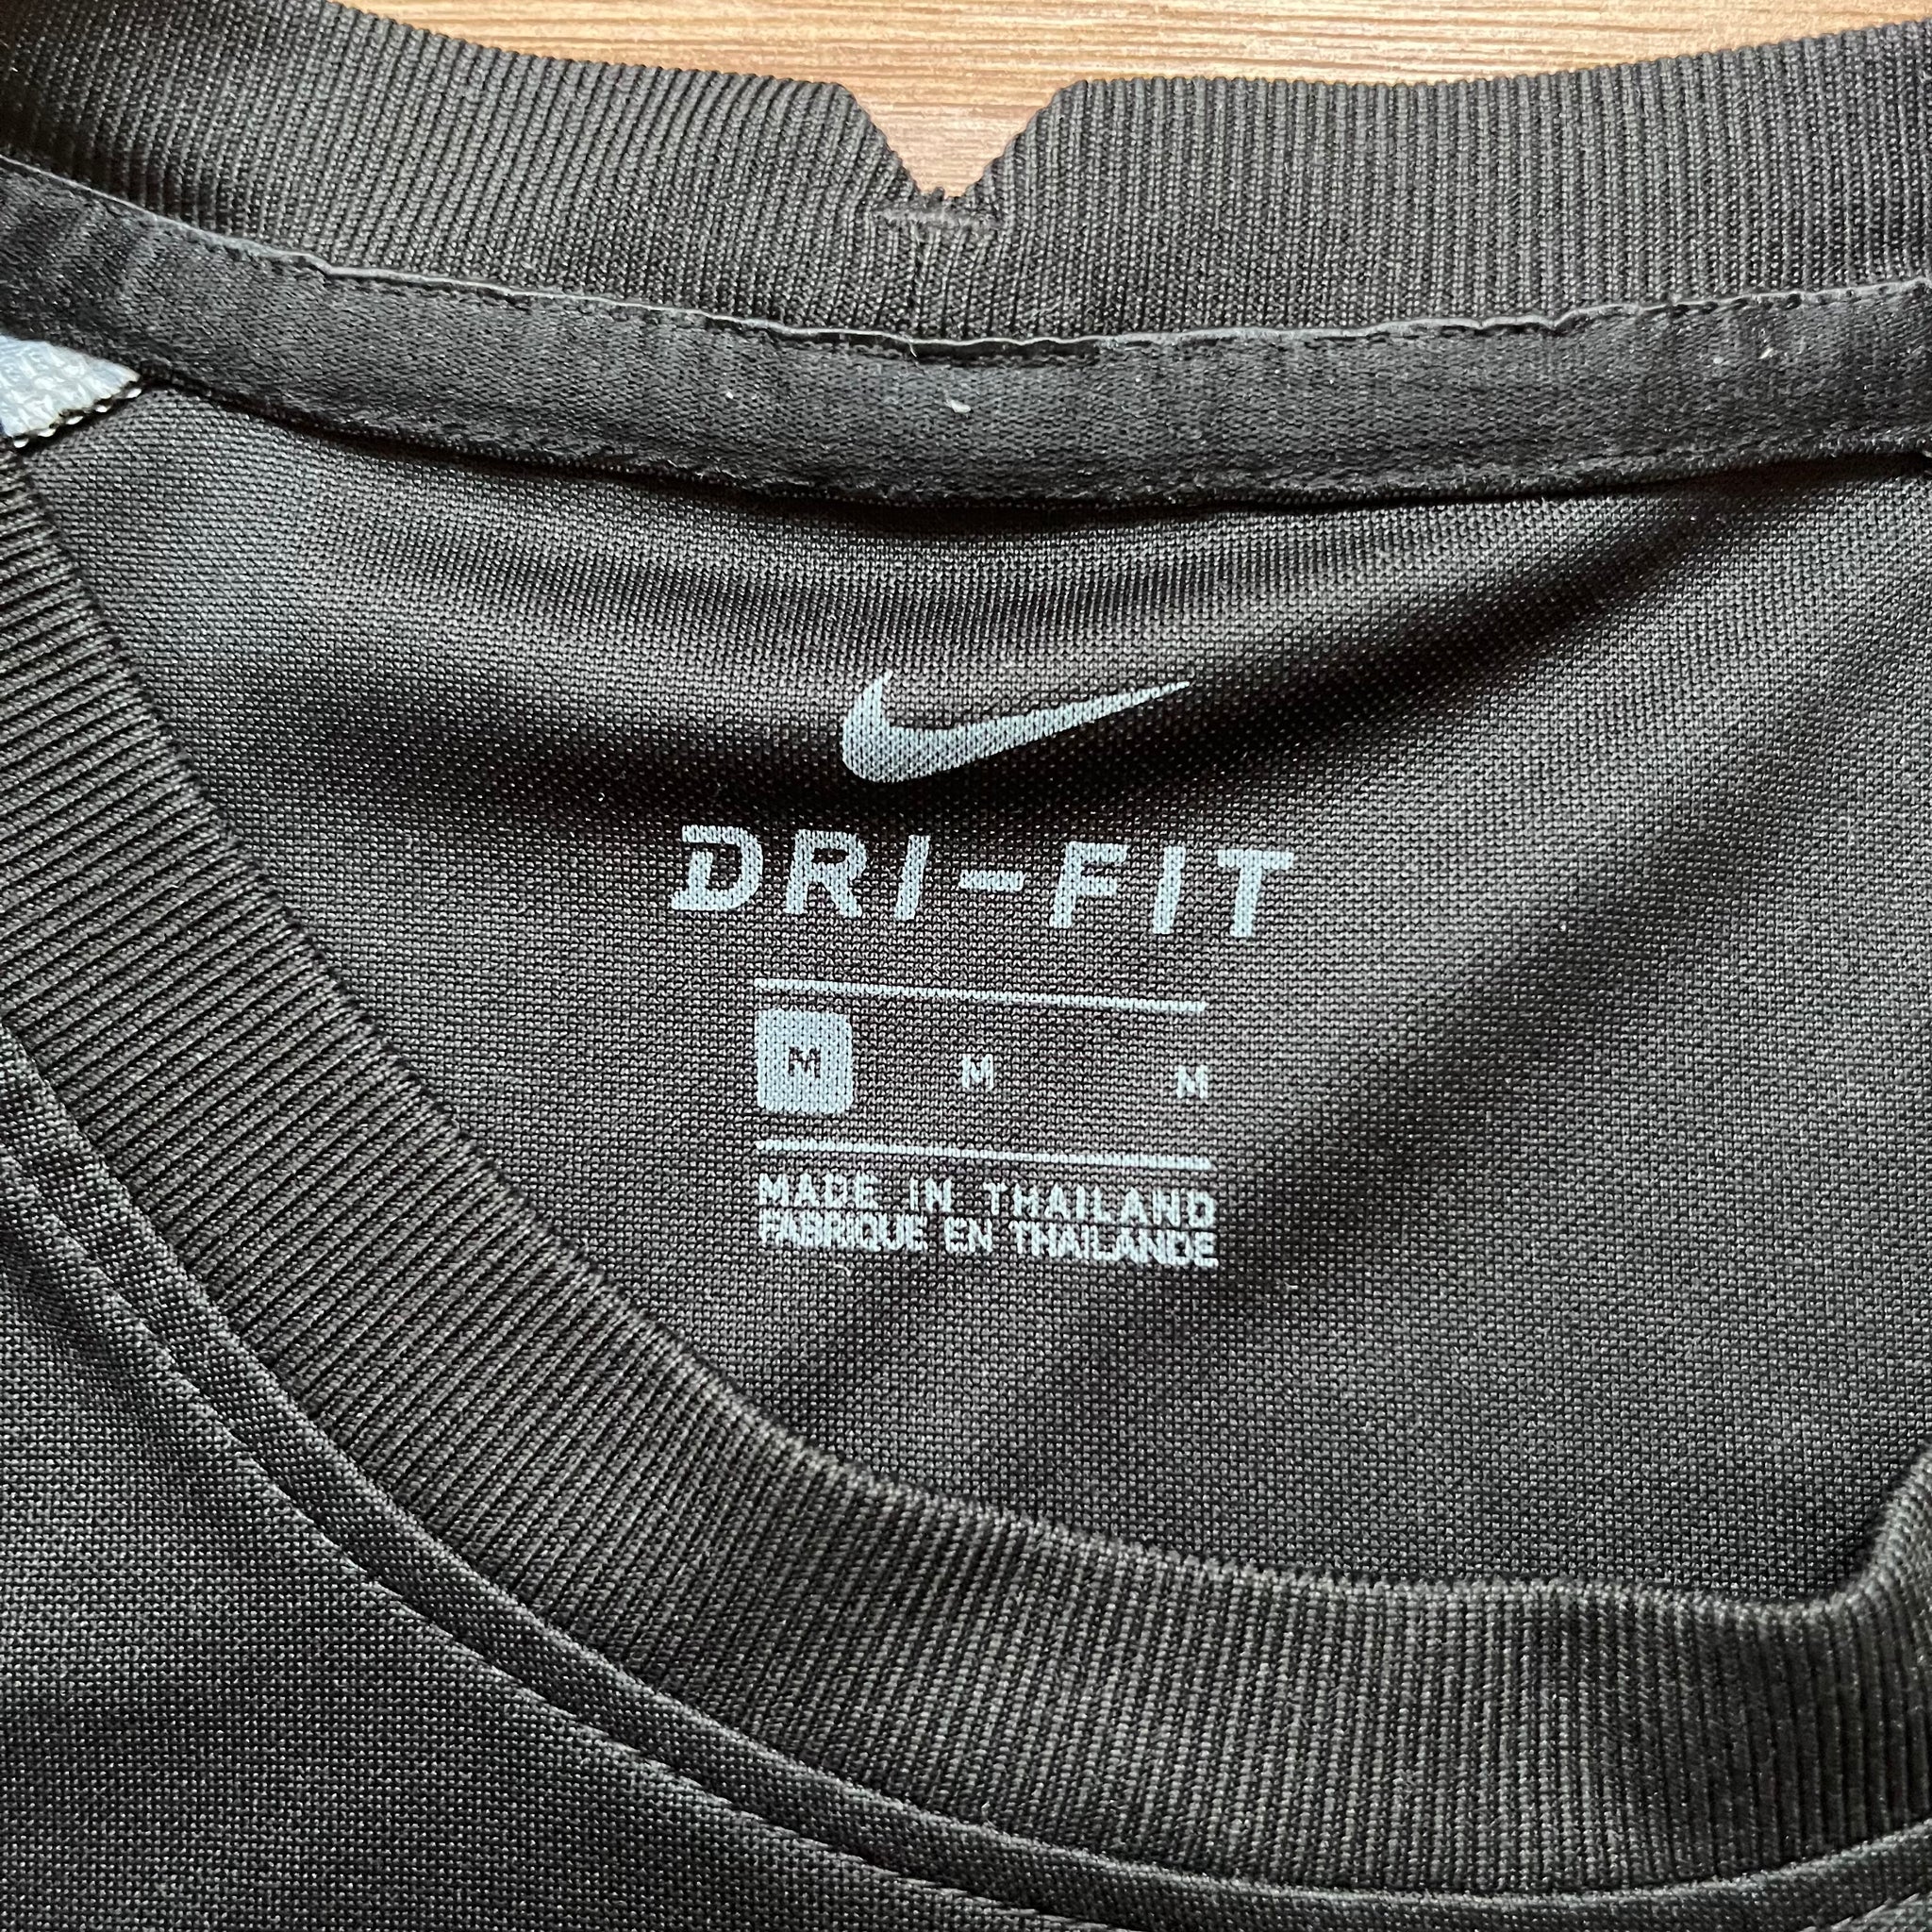 DRI-FIT
M M M
MADE IN THAILAND
FABRIQUE EN THAILANDE